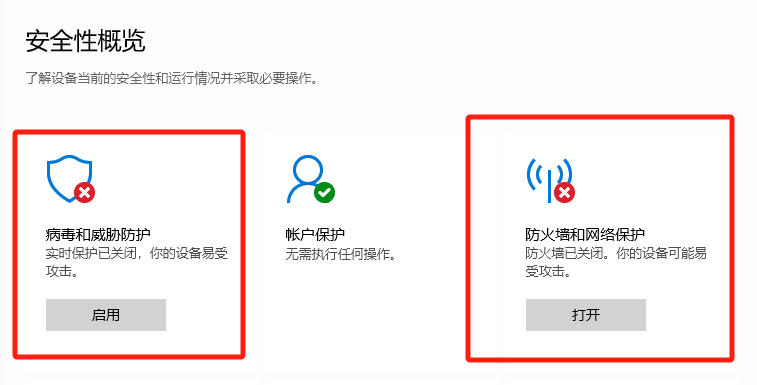 安全性概览
了解设备当前的安全性和运行情况并采取必要操作。
病毒和威胁防护
实时保护已关闭，你的设备易受
攻击。
启用
帐户保护
无需执行任何操作。
防火墙和网络保护
防火墙已关闭。你的设备可能易
受攻击。
打开